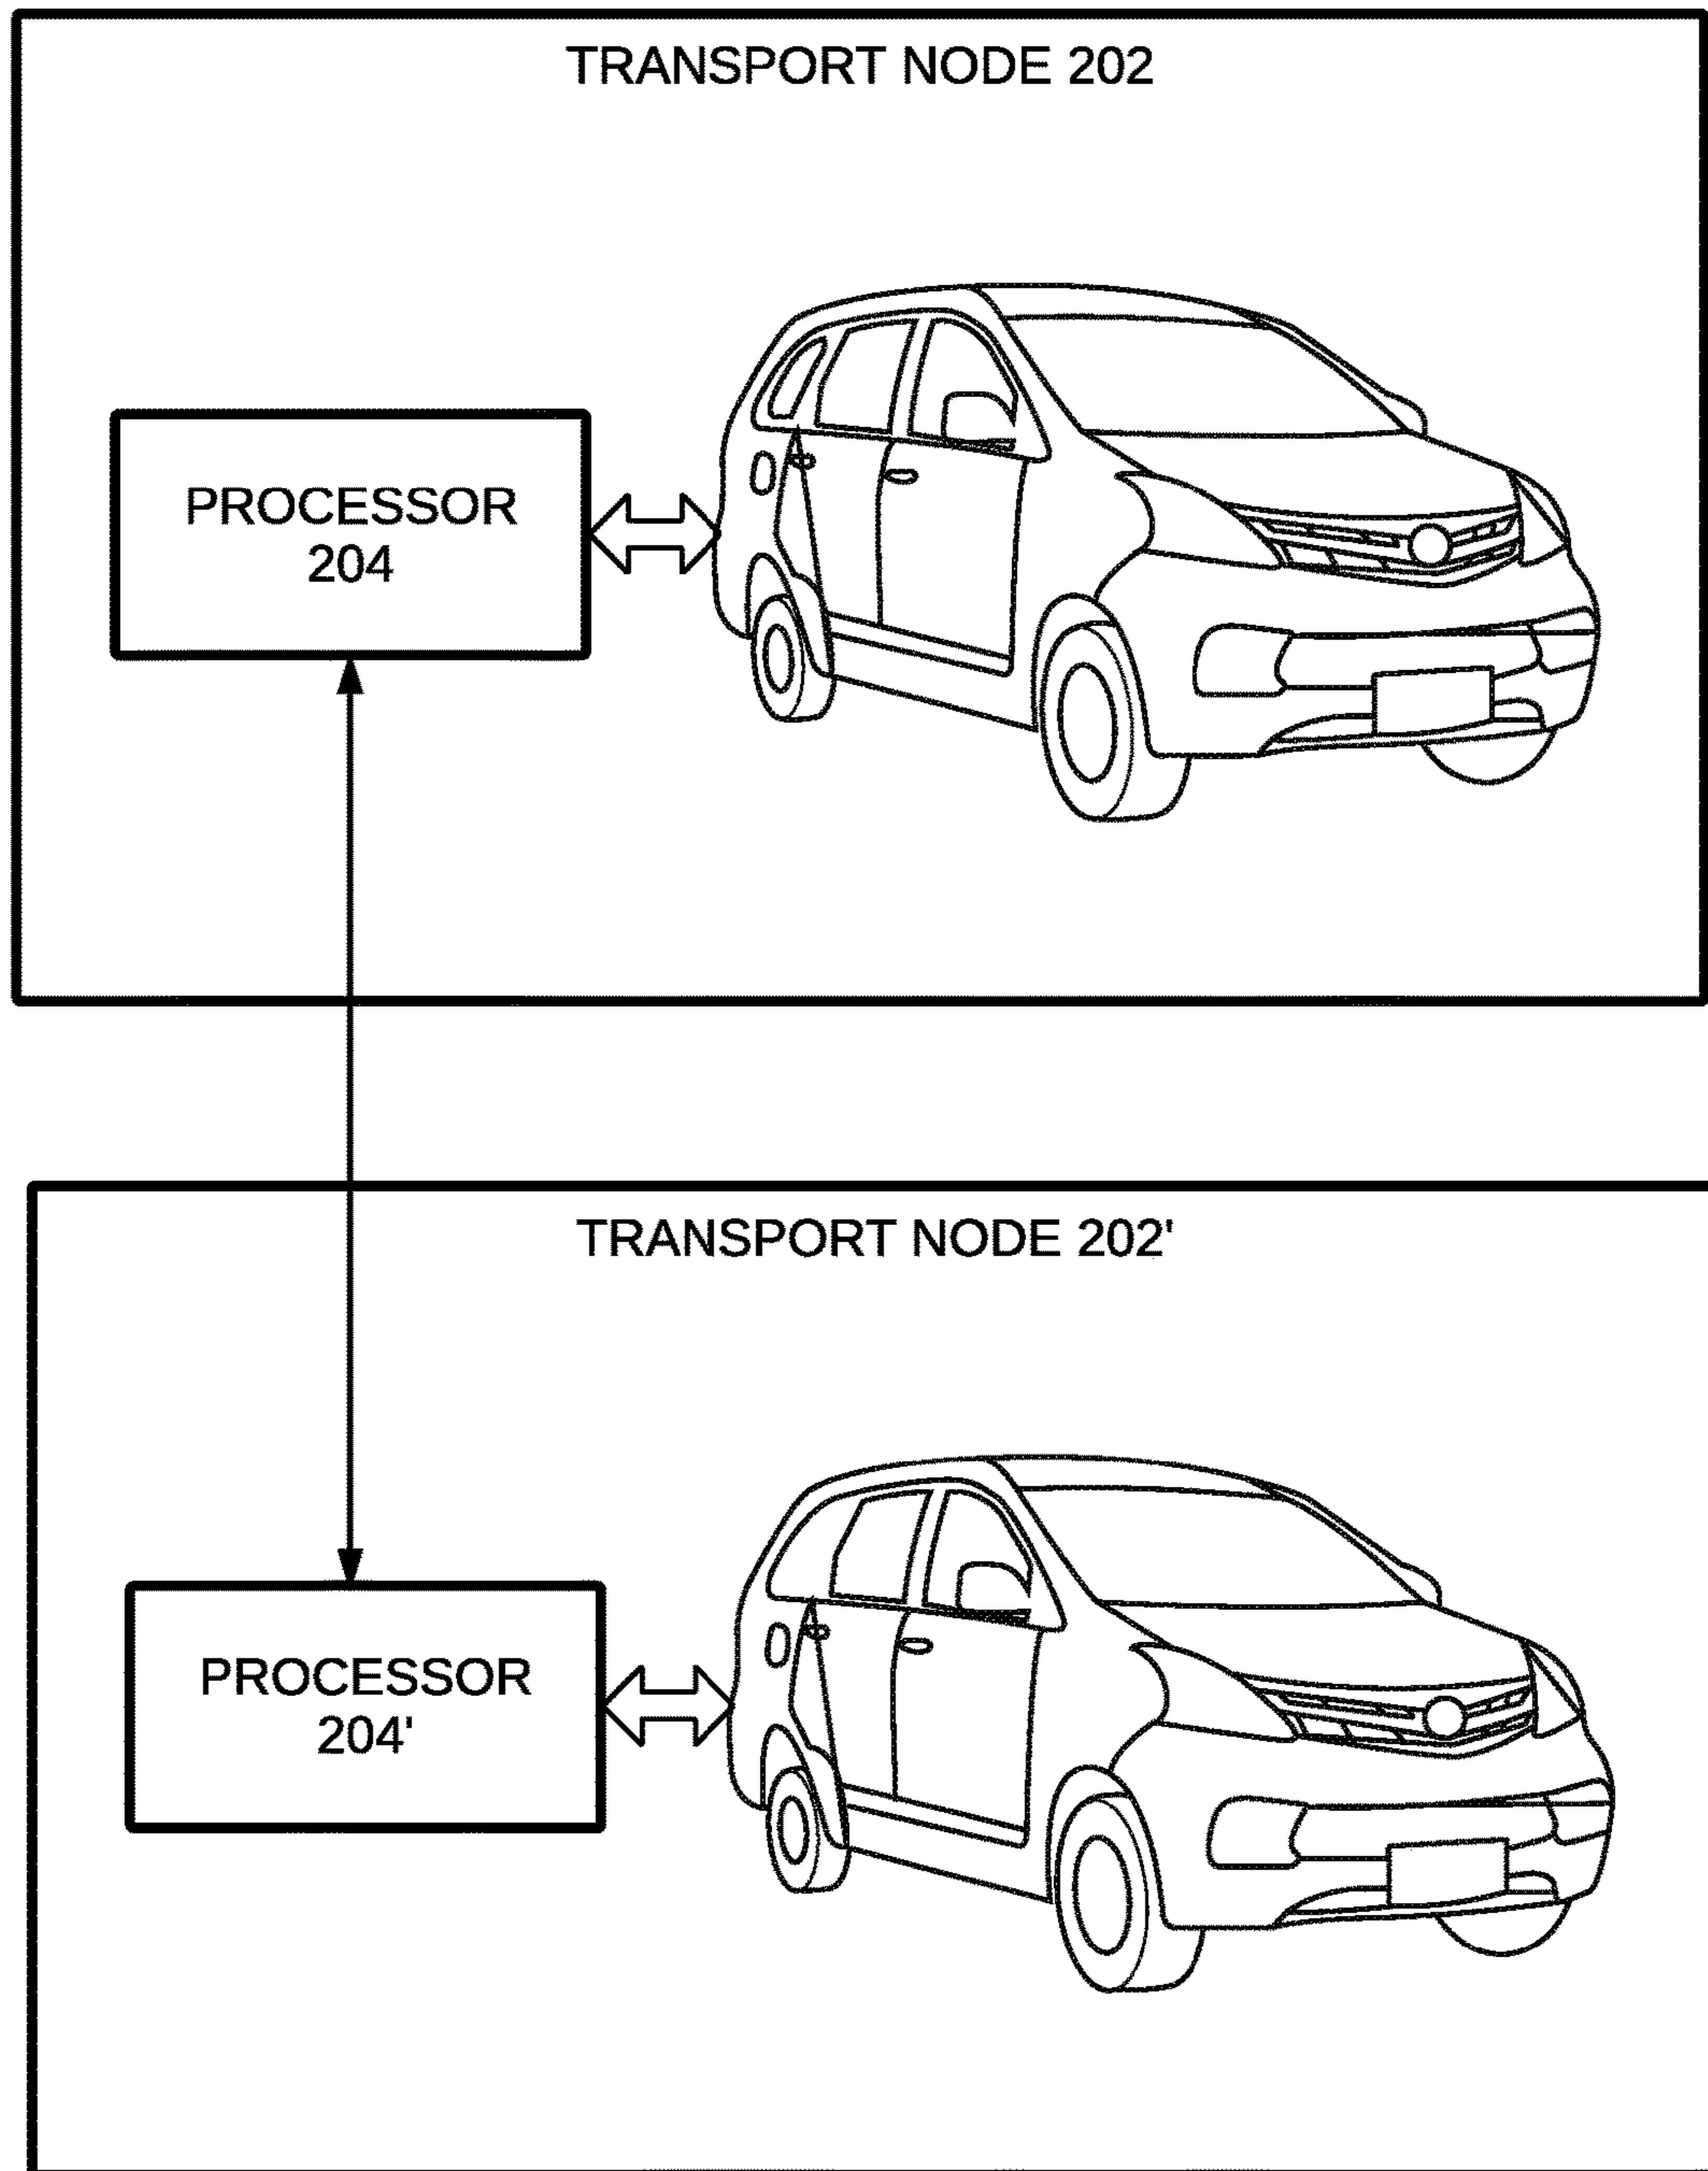 TRANSPORT NODE 202
PROCESSOR
204
TRANSPORT NODE 202'
PROCESSOR
204'